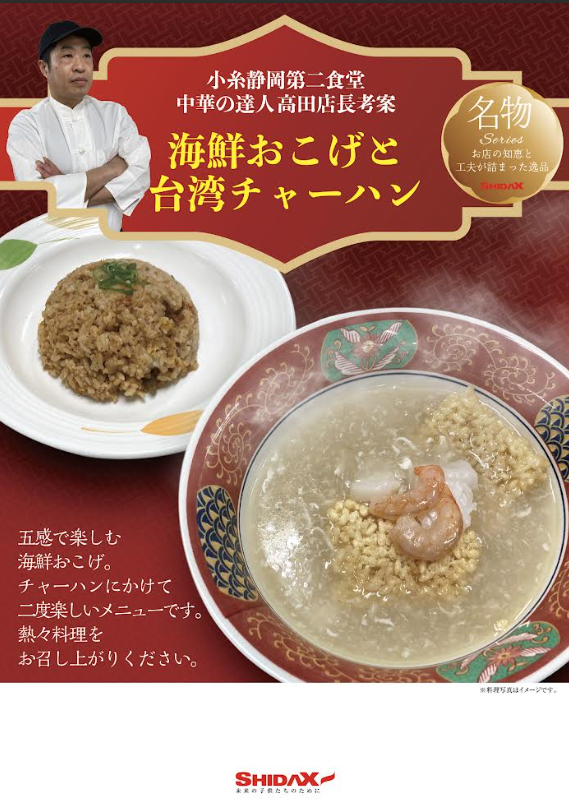 小糸静岡第二食堂
中華の達人高田店長考案
海鮮おこげと
台湾チャーハン
名物
Series
お店の知恵と
工夫が詰まった逸品
SHIDAX
五感で楽しむ
海鮮おこげ。
チャーハンにかけて
二度楽しいメニューです。
熱々料理を
お召し上がりください。
※料理写真はイメージです。
SHIDAX
未来の子供たちのために